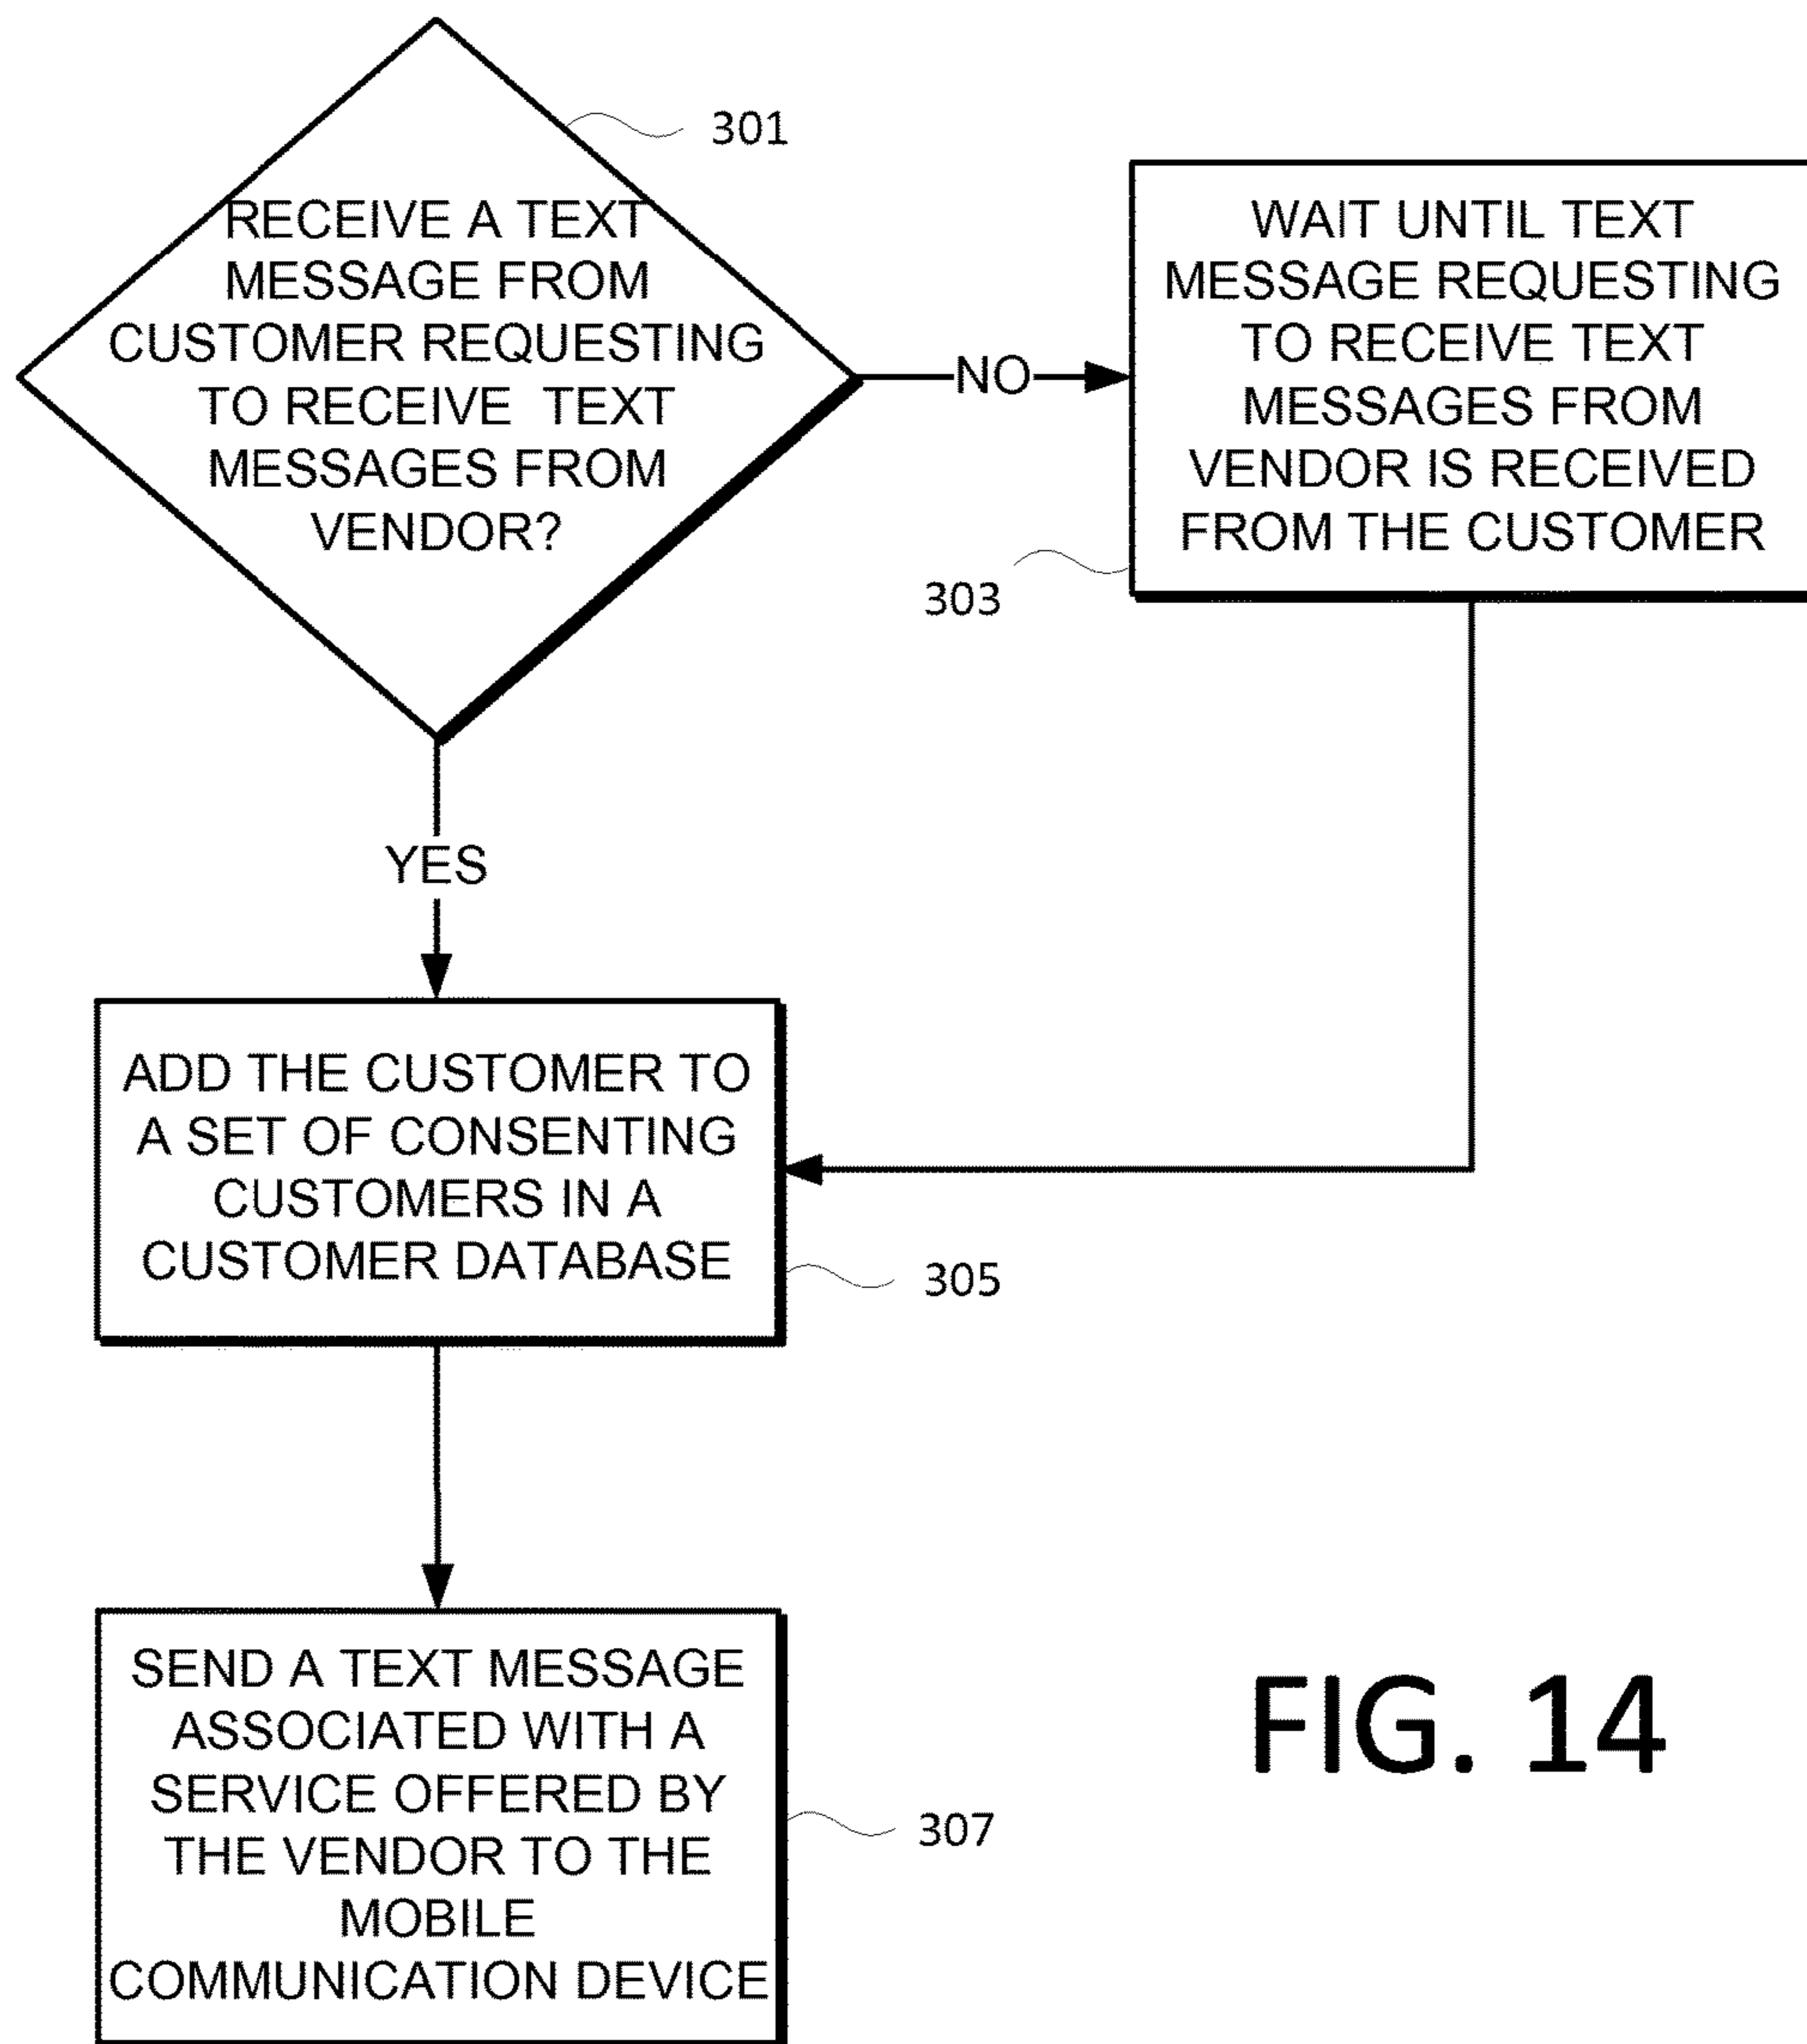 301
RECEIVE A TEXT
MESSAGE FROM
CUSTOMER REQUESTING
TO RECEIVE TEXT
MESSAGES FROM
VENDOR?
NO
WAIT UNTIL TEXT
MESSAGE REQUESTING
TO RECEIVE TEXT
MESSAGES FROM
VENDOR IS RECEIVED
FROM THE CUSTOMER
303
YES
ADD THE CUSTOMER TO
A SET OF CONSENTING
CUSTOMERS IN A
CUSTOMER DATABASE
305
SEND A TEXT MESSAGE
ASSOCIATED WITH A
SERVICE OFFERED BY
THE VENDOR TO THE
MOBILE
COMMUNICATION DEVICE
307
FIG. 14